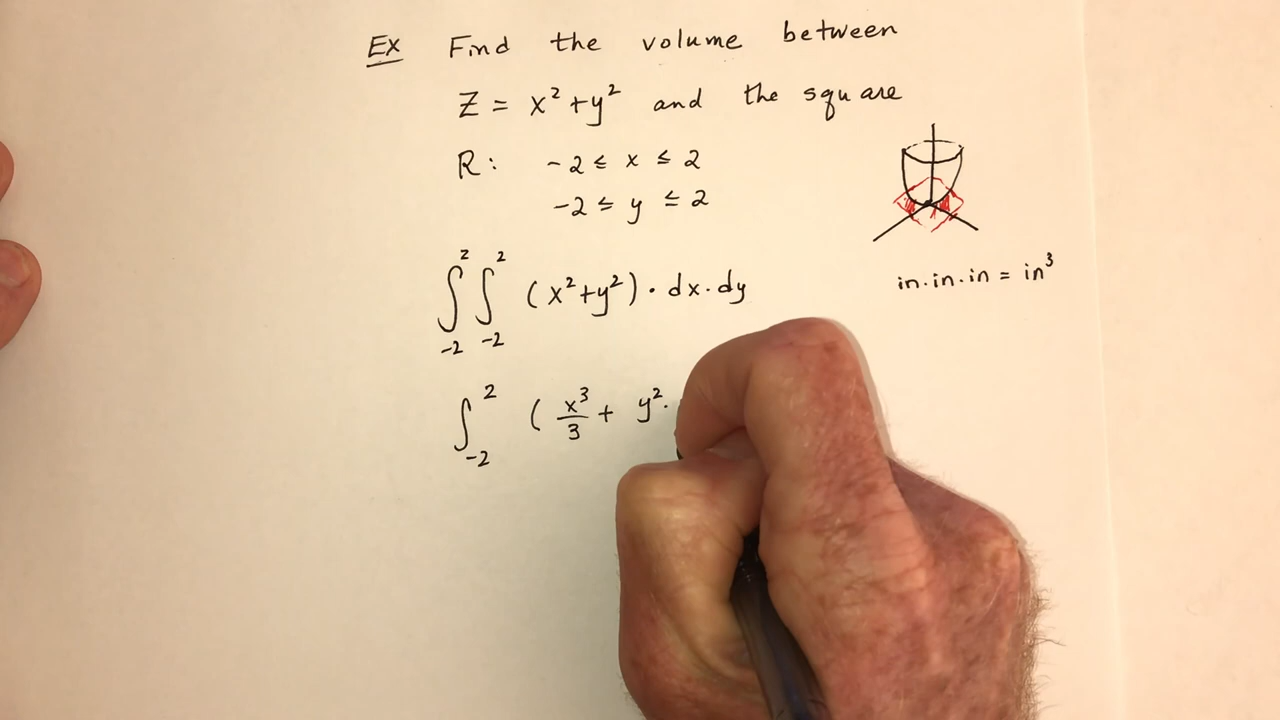 Ex Find the volume between
Z = x² + y² and the square
R: -2 ≤ x ≤ 2
-2 ≤ y ≤ 2
∫₋₂² ∫₋₂² (x²+y²) · dx · dy
in · in · in = in³
∫₋₂² ( x³/3 + y² ·